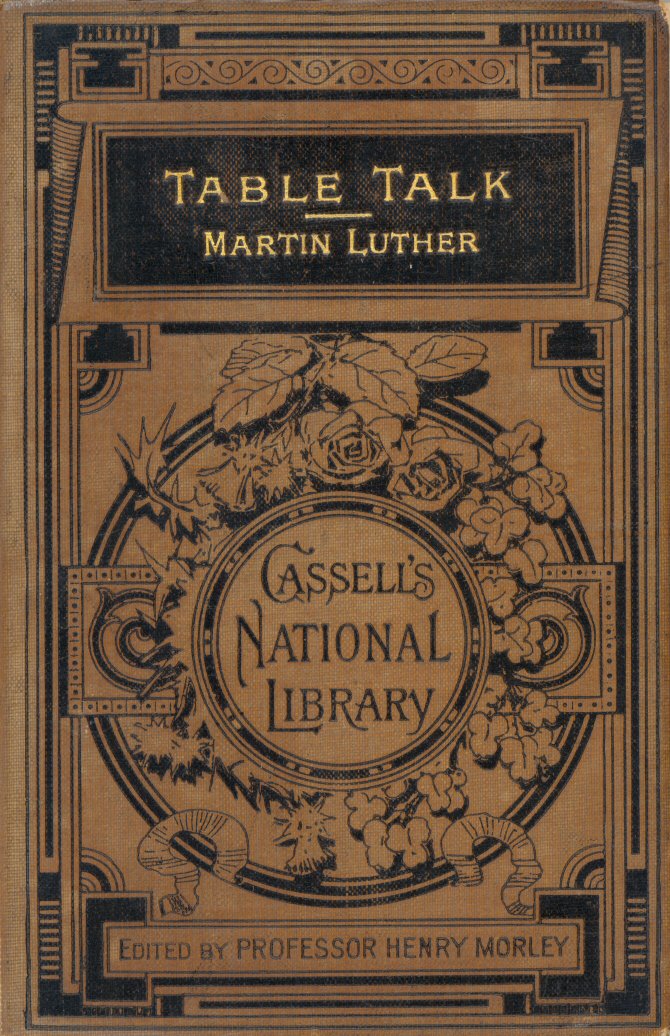 TABLE TALK
MARTIN LUTHER
CASSELL'S
NATIONAL
LIBRARY
EDITED BY PROFESSOR HENRY MORLEY